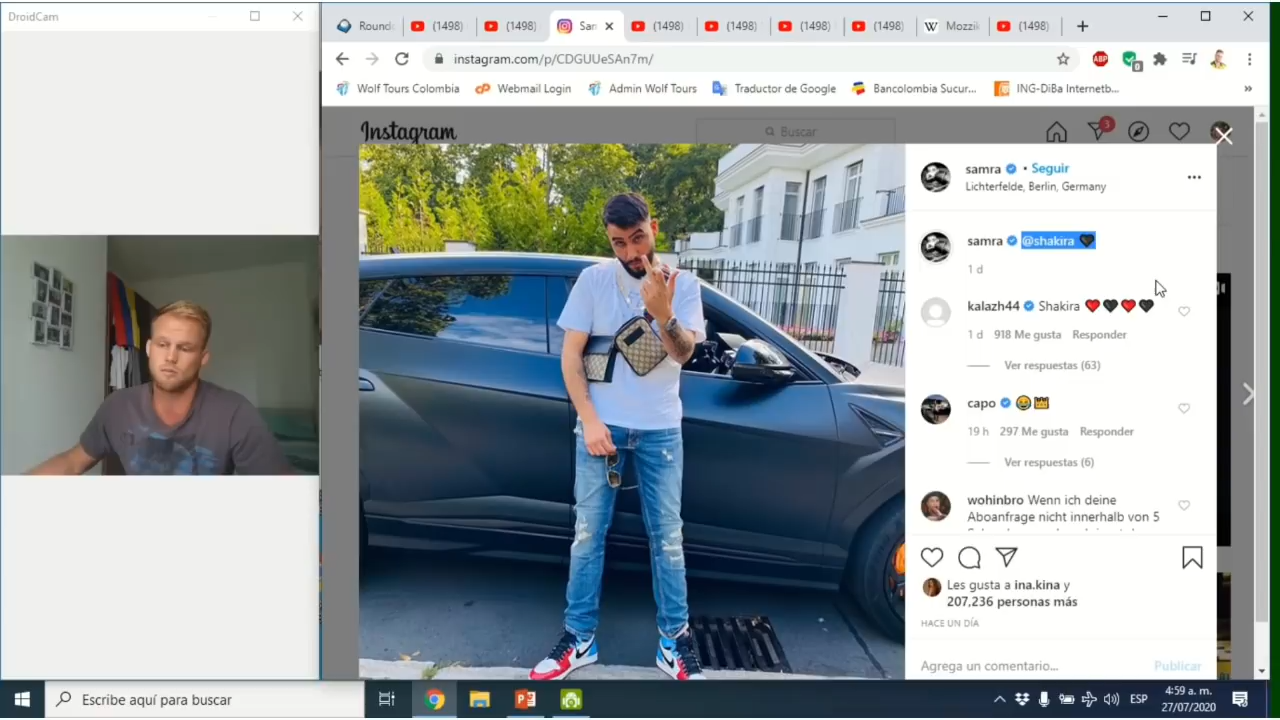 DroidCam
Round
(1498)
(1498)
San
(1498)
(1498)
(1498)
(1498)
Mozzil
(1498)
instagram.com/p/CDGUUeSAn7m/
ABP
0
Wolf Tours Colombia
Webmail Login
Admin Wolf Tours
Traductor de Google
Bancolombia Sucur...
ING-DiBa Internetb...
»
Instagram
Buscar
3
samra • Seguir
Lichterfelde, Berlin, Germany
samra @shakira 🖤
1 d
kalazh44 Shakira ❤️🖤❤️🖤
1 d 918 Me gusta Responder
Ver respuestas (63)
capo 😂
19 h 297 Me gusta Responder
Ver respuestas (6)
wohinbro Wenn ich deine
Aboanfrage nicht innerhalb von 5
Les gusta a ina.kina y
207,236 personas más
HACE UN DÍA
Agrega un comentario...
Publicar
Escribe aquí para buscar
ESP
4:59 a. m.
27/07/2020